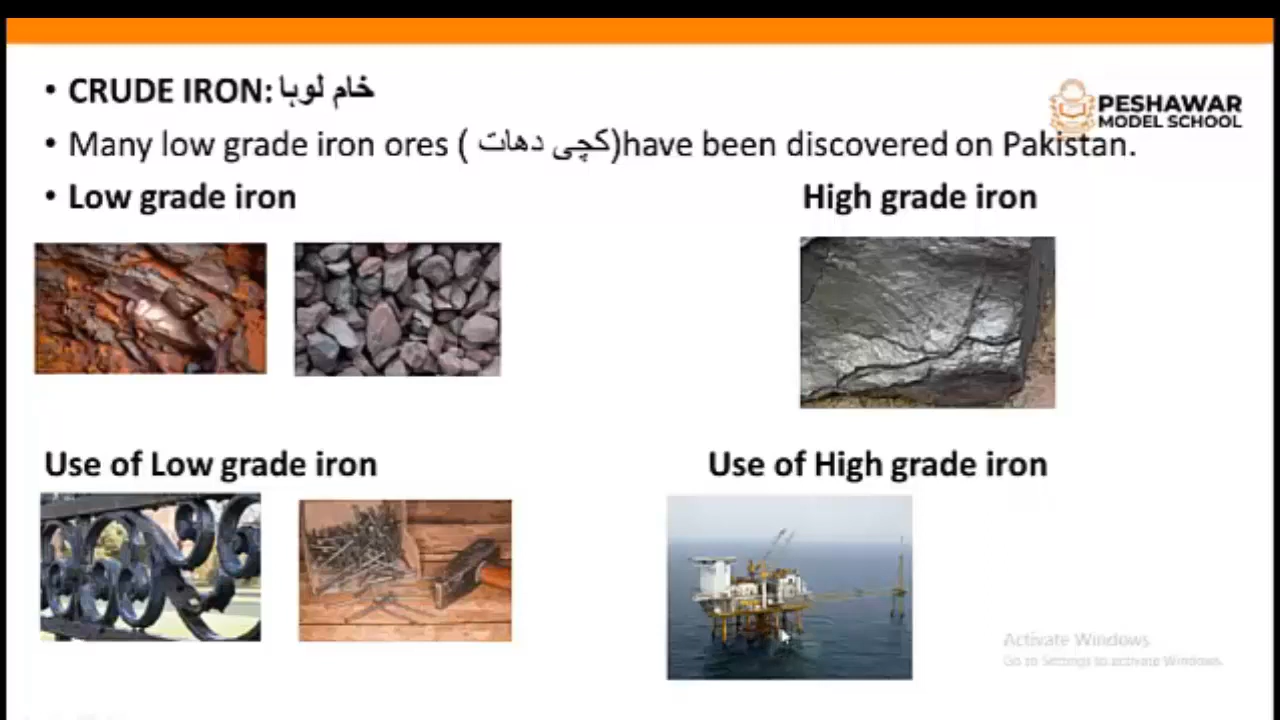 • CRUDE IRON: خام لوہا
PESHAWAR
MODEL SCHOOL
• Many low grade iron ores ( کچی دھات)have been discovered on Pakistan.
• Low grade iron
High grade iron
Use of Low grade iron
Use of High grade iron
Activate Windows
Go to Settings to activate Windows.